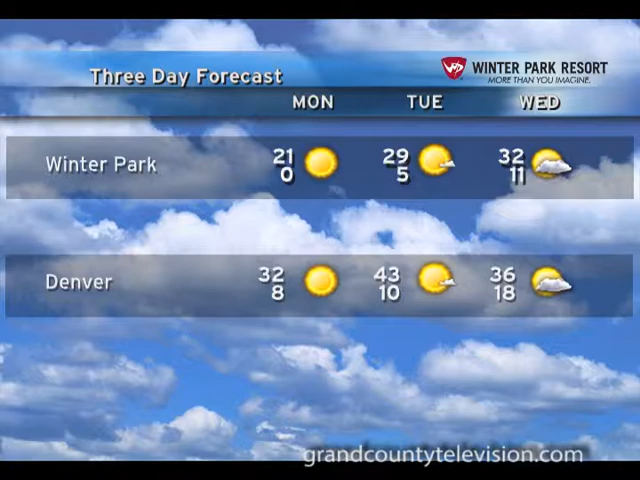 Three Day Forecast
WINTER PARK RESORT
MORE THAN YOU IMAGINE.
MON TUE WED
Winter Park 21 0 29 5 32 11
Denver 32 8 43 10 36 18
grandcountytelevision.com